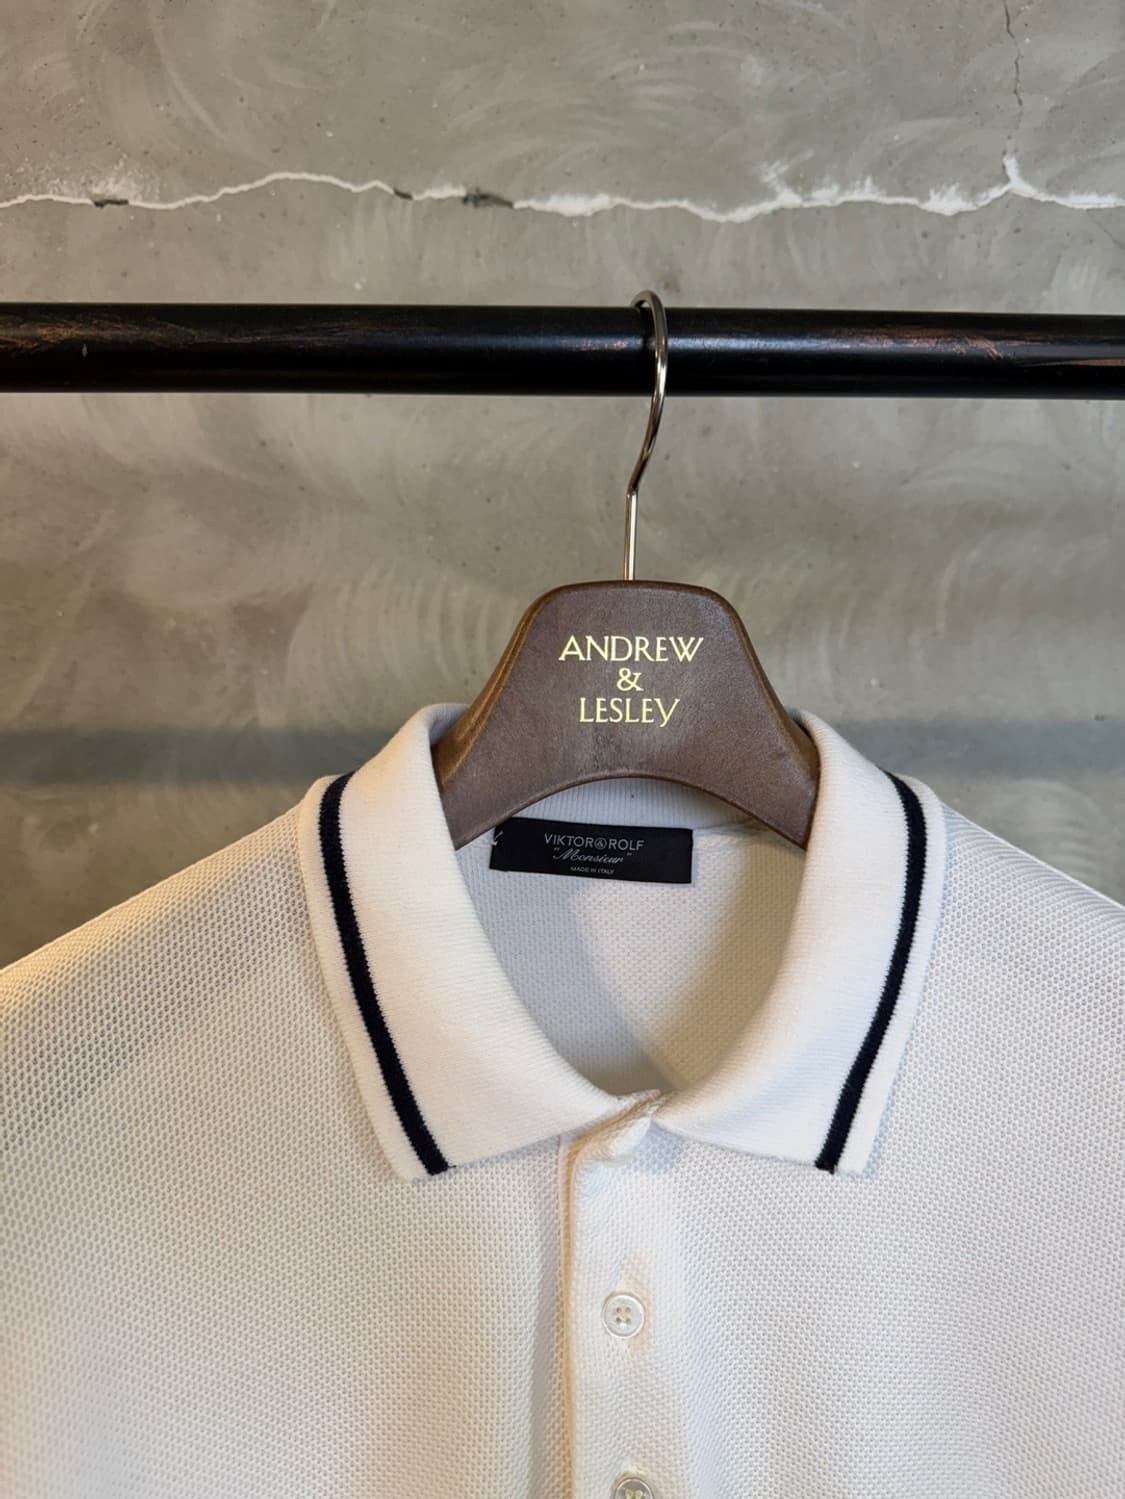 ANDREW
&
LESLEY
VIKTOR&ROLF
"Monsieur"
MADE IN ITALY